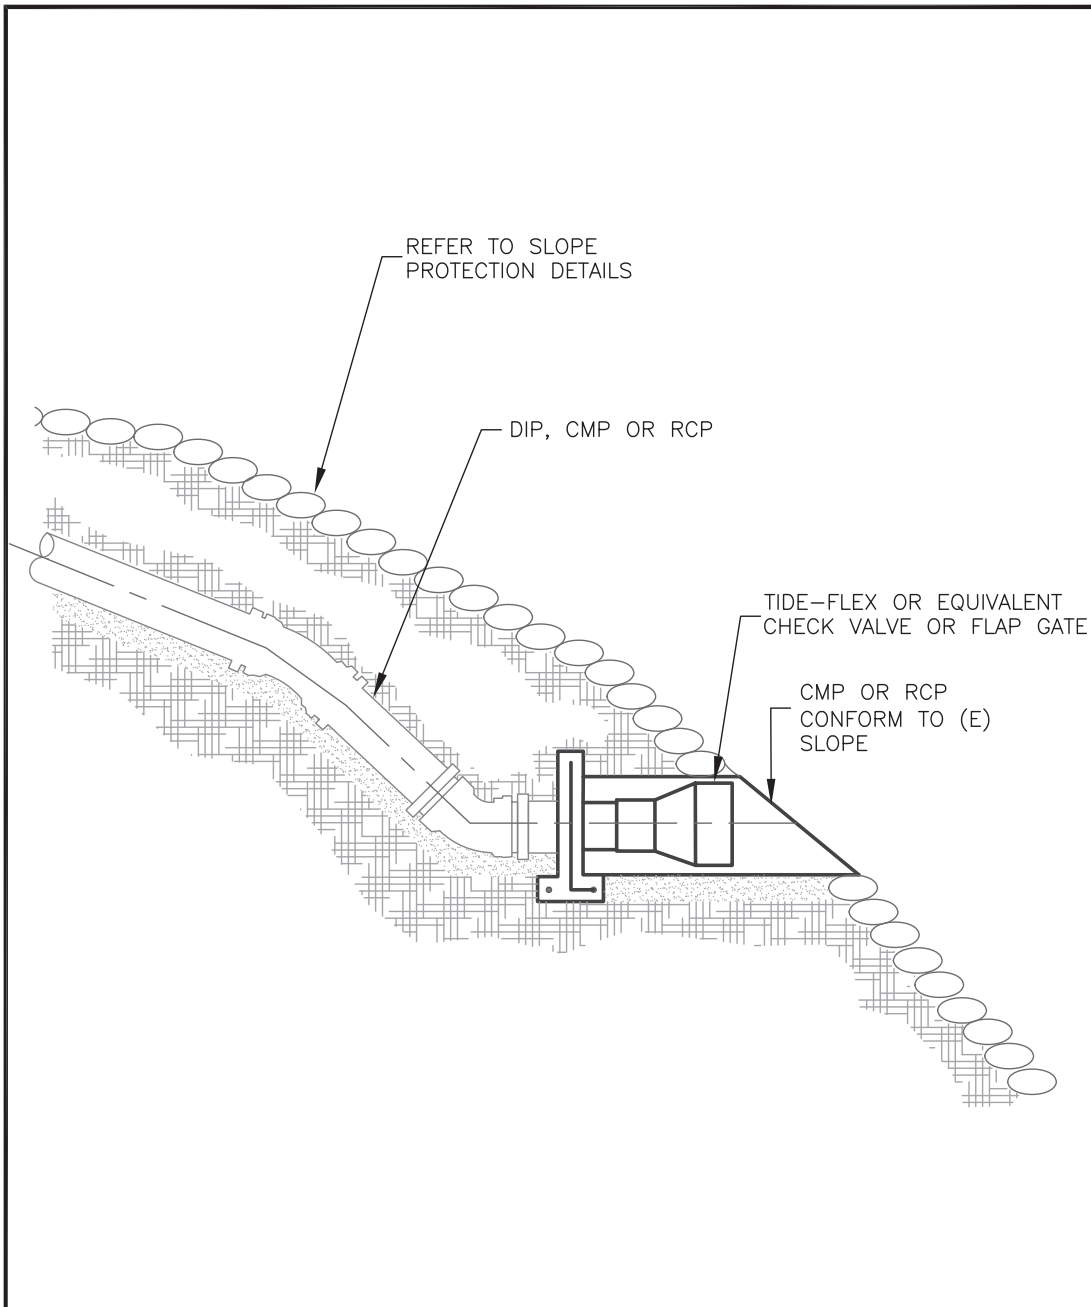 REFER TO SLOPE
PROTECTION DETAILS
DIP, CMP OR RCP
TIDE-FLEX OR EQUIVALENT
CHECK VALVE OR FLAP GATE
CMP OR RCP
CONFORM TO (E)
SLOPE